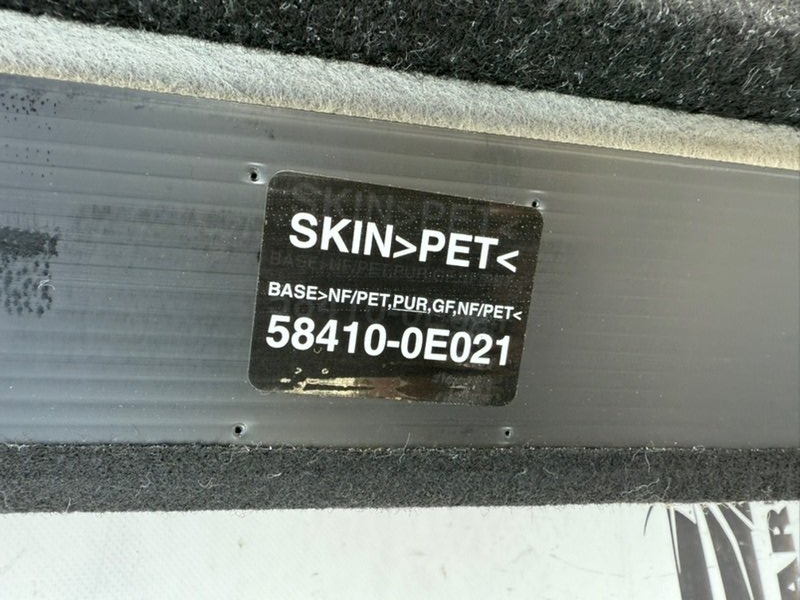 SKIN>PET<
BASE>NF/PET,PUR,GF,NF/PET<
58410-0E021